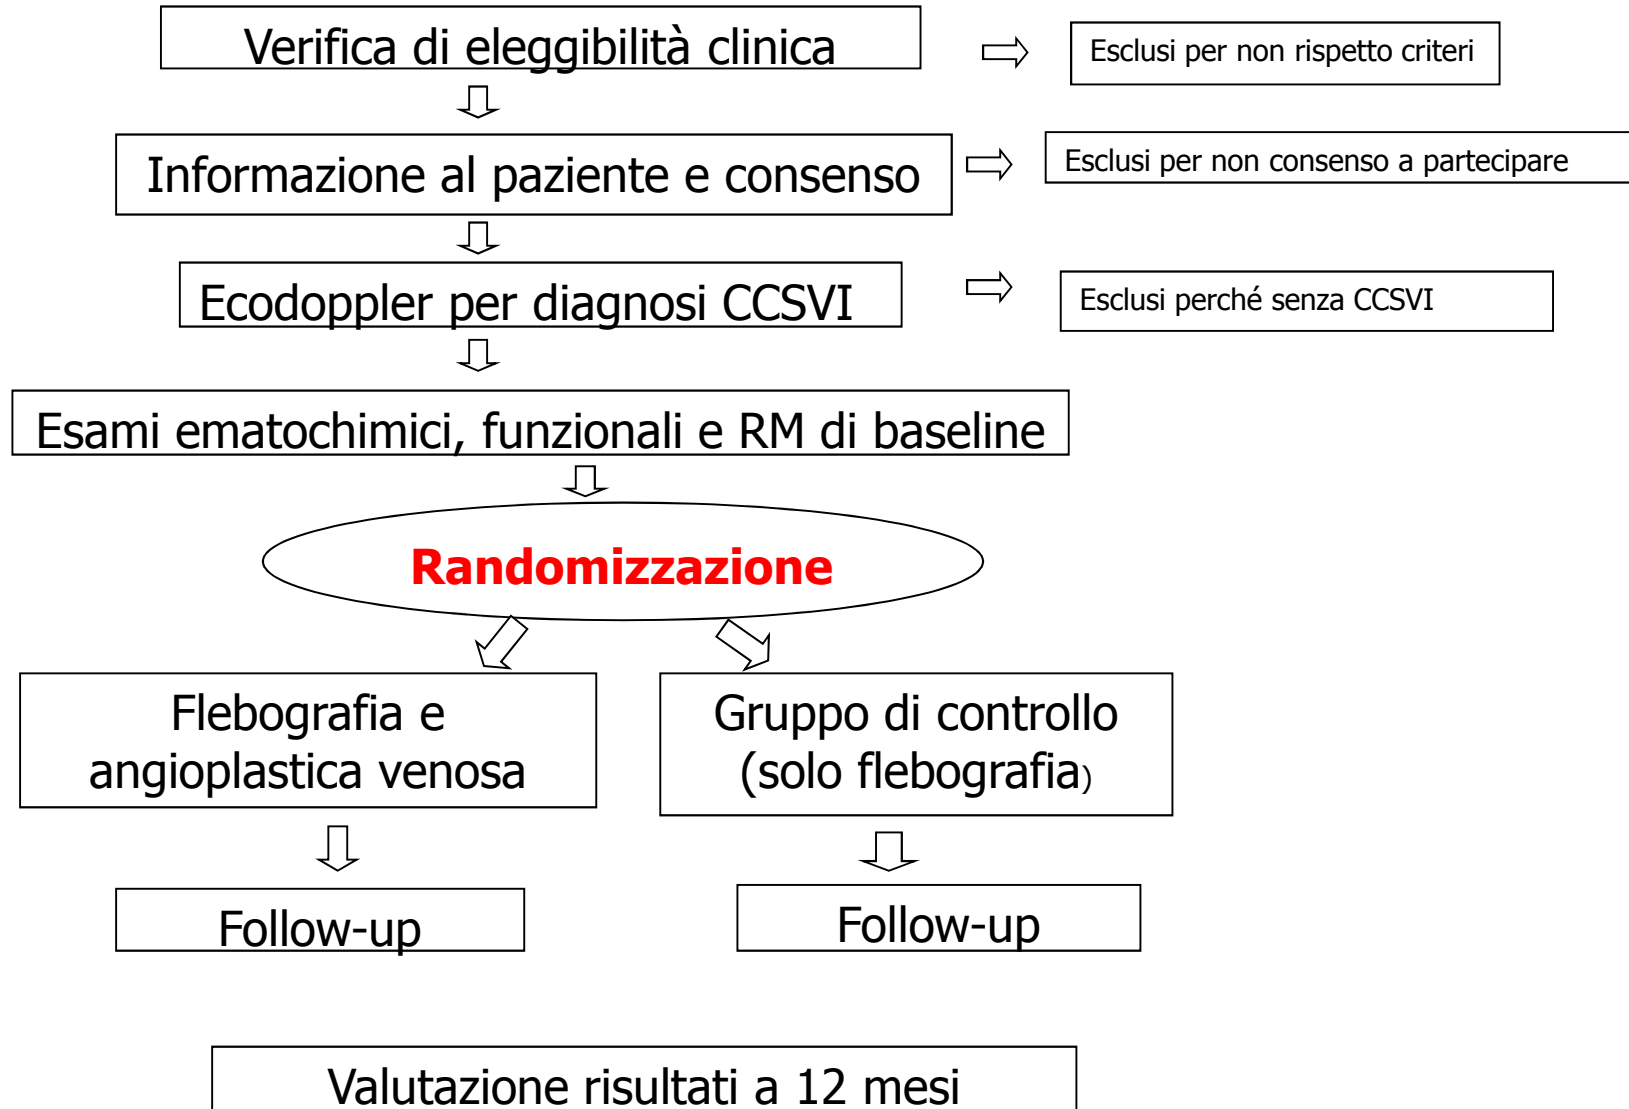 Verifica di eleggibilità clinica
Esclusi per non rispetto criteri
Informazione al paziente e consenso
Esclusi per non consenso a partecipare
Ecodoppler per diagnosi CCSVI
Esclusi perché senza CCSVI
Esami ematochimici, funzionali e RM di baseline
Randomizzazione
Flebografia e
angioplastica venosa
Gruppo di controllo
(solo flebografia)
Follow-up
Follow-up
Valutazione risultati a 12 mesi